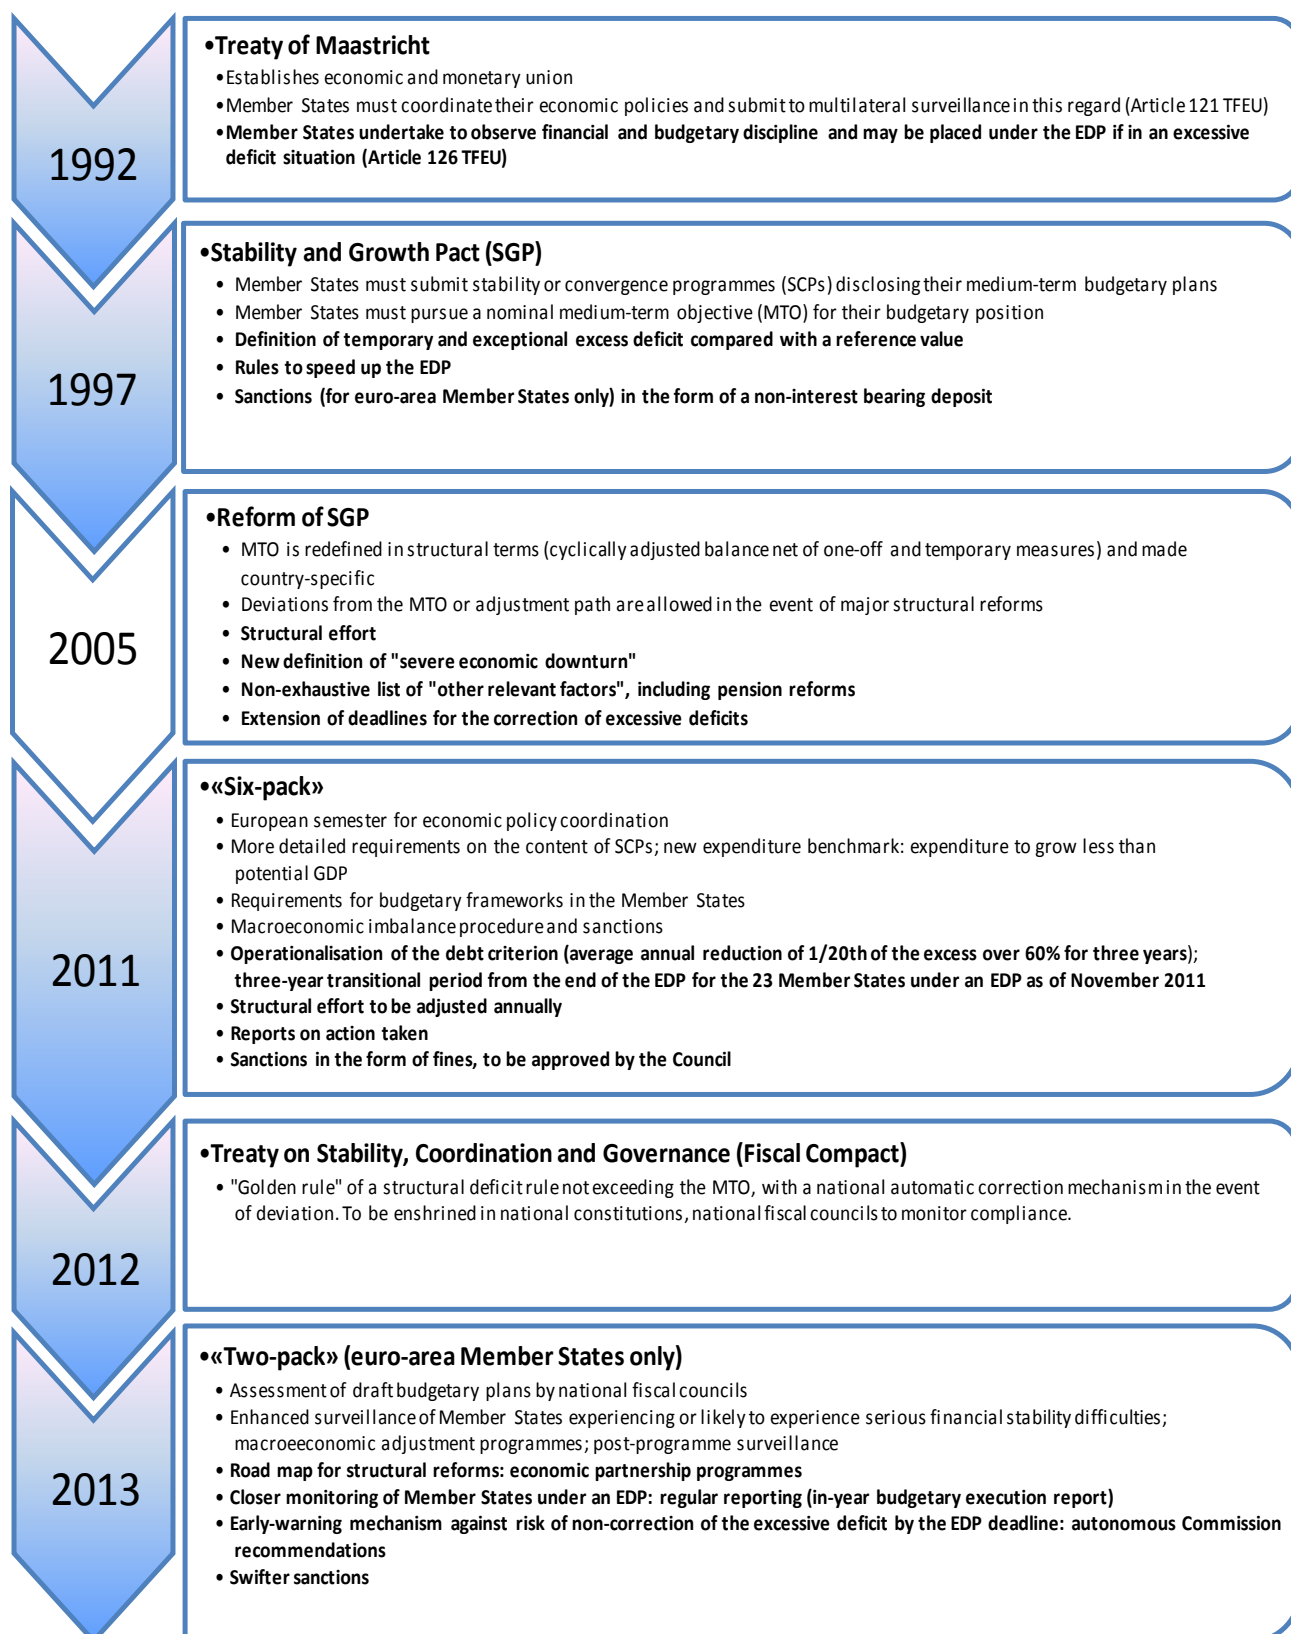 •Treaty of Maastricht
•Establishes economic and monetary union
•Member States must coordinate their economic policies and submit to multilateral surveillance in this regard (Article 121 TFEU)
•Member States undertake to observe financial and budgetary discipline and may be placed under the EDP if in an excessive
deficit situation (Article 126 TFEU)
1992
•Stability and Growth Pact (SGP)
• Member States must submit stability or convergence programmes (SCPs) disclosing their medium-term budgetary plans
• Member States must pursue a nominal medium-term objective (MTO) for their budgetary position
• Definition of temporary and exceptional excess deficit compared with a reference value
• Rules to speed up the EDP
• Sanctions (for euro-area Member States only) in the form of a non-interest bearing deposit
1997
•Reform of SGP
• MTO is redefined in structural terms (cyclically adjusted balance net of one-off and temporary measures) and made
country-specific
• Deviations from the MTO or adjustment path are allowed in the event of major structural reforms
• Structural effort
• New definition of "severe economic downturn"
• Non-exhaustive list of "other relevant factors", including pension reforms
• Extension of deadlines for the correction of excessive deficits
2005
•«Six-pack»
• European semester for economic policy coordination
• More detailed requirements on the content of SCPs; new expenditure benchmark: expenditure to grow less than
potential GDP
• Requirements for budgetary frameworks in the Member States
• Macroeconomic imbalance procedure and sanctions
• Operationalisation of the debt criterion (average annual reduction of 1/20th of the excess over 60% for three years);
three-year transitional period from the end of the EDP for the 23 Member States under an EDP as of November 2011
• Structural effort to be adjusted annually
• Reports on action taken
• Sanctions in the form of fines, to be approved by the Council
2011
•Treaty on Stability, Coordination and Governance (Fiscal Compact)
• "Golden rule" of a structural deficit rule not exceeding the MTO, with a national automatic correction mechanism in the event
of deviation. To be enshrined in national constitutions, national fiscal councils to monitor compliance.
2012
•«Two-pack» (euro-area Member States only)
• Assessment of draft budgetary plans by national fiscal councils
• Enhanced surveillance of Member States experiencing or likely to experience serious financial stability difficulties;
macroeeconomic adjustment programmes; post-programme surveillance
• Road map for structural reforms: economic partnership programmes
• Closer monitoring of Member States under an EDP: regular reporting (in-year budgetary execution report)
• Early-warning mechanism against risk of non-correction of the excessive deficit by the EDP deadline: autonomous Commission
recommendations
• Swifter sanctions
2013